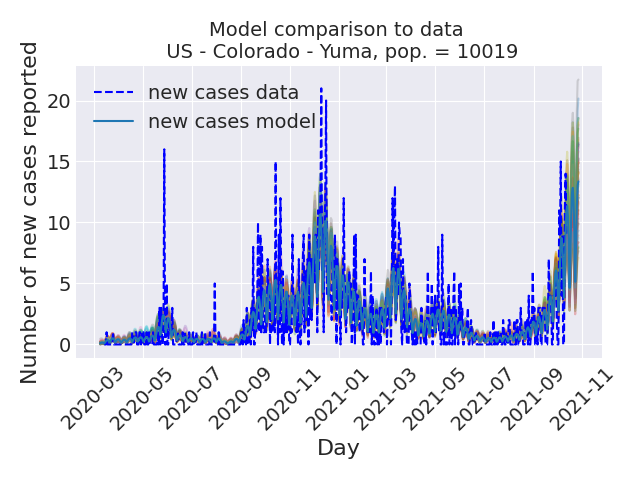 Model comparison to data
US - Colorado - Yuma, pop. = 10019
Number of new cases reported
new cases data
new cases model
20
15
10
5
0
2020-03
2020-05
2020-07
2020-09
2020-11
2021-01
2021-03
2021-05
2021-07
2021-09
2021-11
Day